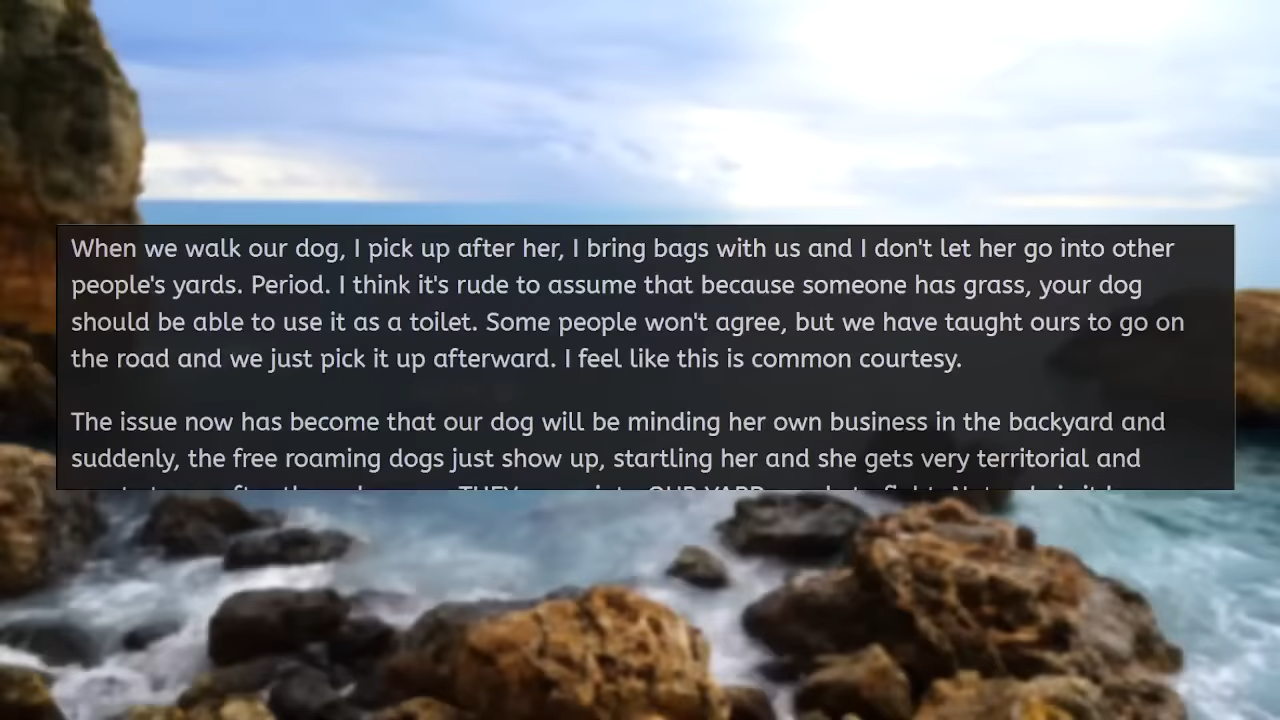 When we walk our dog, I pick up after her, I bring bags with us and I don't let her go into other
people's yards. Period. I think it's rude to assume that because someone has grass, your dog
should be able to use it as a toilet. Some people won't agree, but we have taught ours to go on
the road and we just pick it up afterward. I feel like this is common courtesy.
The issue now has become that our dog will be minding her own business in the backyard and
suddenly, the free roaming dogs just show up, startling her and she gets very territorial and
THEY OUR YARD